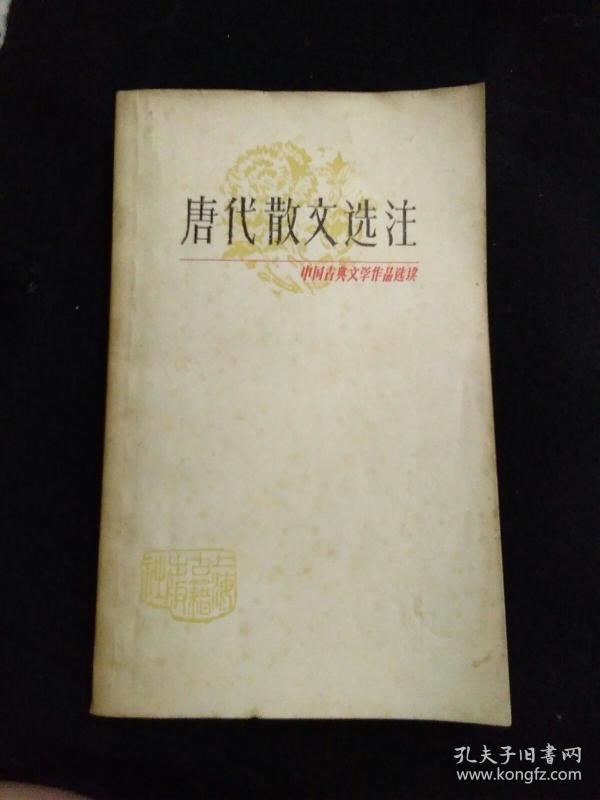 唐代散文选注
中国古典文学作品选读
上海
古籍
出版
社
孔夫子旧书网
www.kongfz.com